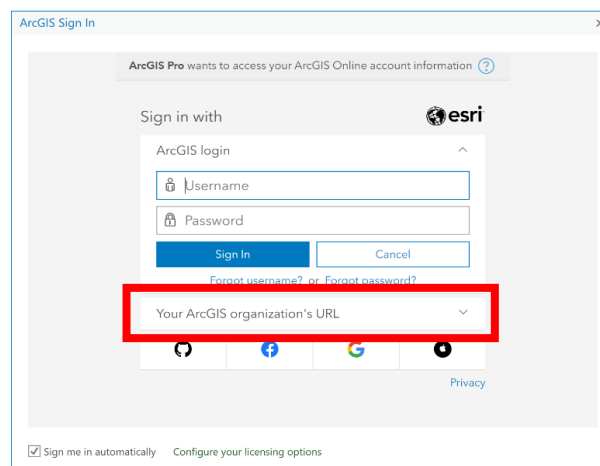 ArcGIS Sign In
ArcGIS Pro wants to access your ArcGIS Online account information ?
Sign in with esri
ArcGIS login
Username
Password
Sign In Cancel
Forgot username? or Forgot password?
Your ArcGIS organization's URL
Privacy
Sign me in automatically Configure your licensing options